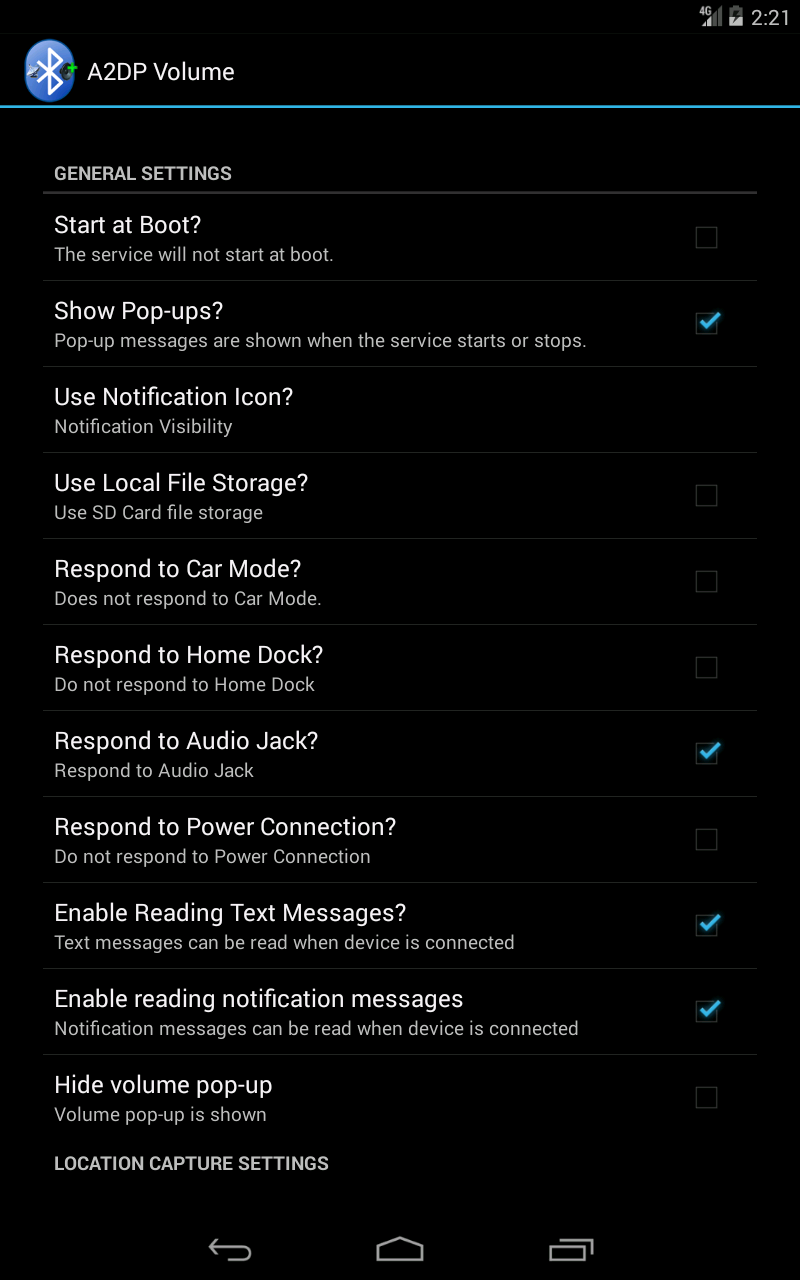 4G 2:21
A2DP Volume
GENERAL SETTINGS
Start at Boot?
The service will not start at boot.
Show Pop-ups?
Pop-up messages are shown when the service starts or stops.
Use Notification Icon?
Notification Visibility
Use Local File Storage?
Use SD Card file storage
Respond to Car Mode?
Does not respond to Car Mode.
Respond to Home Dock?
Do not respond to Home Dock
Respond to Audio Jack?
Respond to Audio Jack
Respond to Power Connection?
Do not respond to Power Connection
Enable Reading Text Messages?
Text messages can be read when device is connected
Enable reading notification messages
Notification messages can be read when device is connected
Hide volume pop-up
Volume pop-up is shown
LOCATION CAPTURE SETTINGS